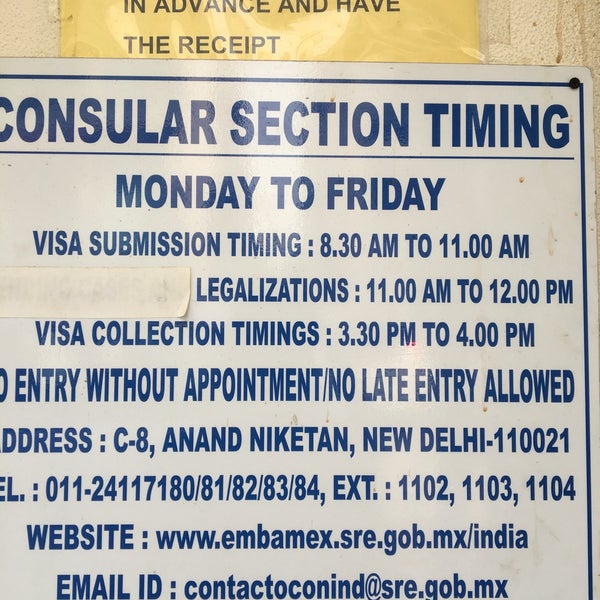 IN ADVANCE AND HAVE
THE RECEIPT
CONSULAR SECTION TIMING
MONDAY TO FRIDAY
VISA SUBMISSION TIMING : 8.30 AM TO 11.00 AM
LEGALIZATIONS : 11.00 AM TO 12.00 PM
VISA COLLECTION TIMINGS : 3.30 PM TO 4.00 PM
O ENTRY WITHOUT APPOINTMENT/NO LATE ENTRY ALLOWED
ADDRESS : C-8, ANAND NIKETAN, NEW DELHI-110021
EL. : 011-24117180/81/82/83/84, EXT. : 1102, 1103, 1104
WEBSITE : www.embamex.sre.gob.mx/india
EMAIL ID : contactoconind@sre.gob.mx